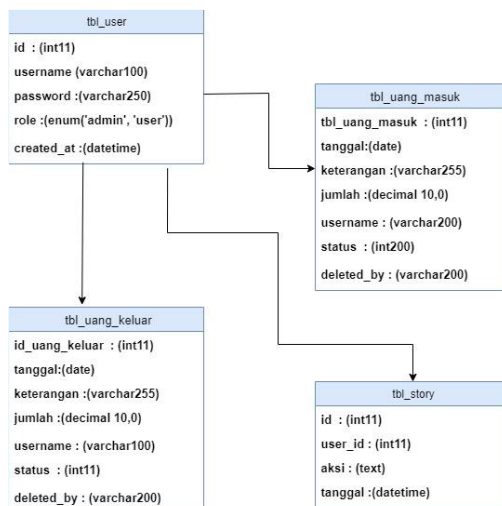 tbl_user
id : (int11)
username (varchar100)
password :(varchar250)
role :(enum('admin', 'user'))
created_at :(datetime)
tbl_uang_masuk
tbl_uang_masuk : (int11)
tanggal:(date)
keterangan :(varchar255)
jumlah :(decimal 10,0)
username : (varchar200)
status : (int200)
deleted_by : (varchar200)
tbl_uang_keluar
id_uang_keluar : (int11)
tanggal:(date)
keterangan :(varchar255)
jumlah :(decimal 10,0)
username : (varchar100)
status : (int11)
deleted_by : (varchar200)
tbl_story
id : (int11)
user_id : (int11)
aksi : (text)
tanggal :(datetime)